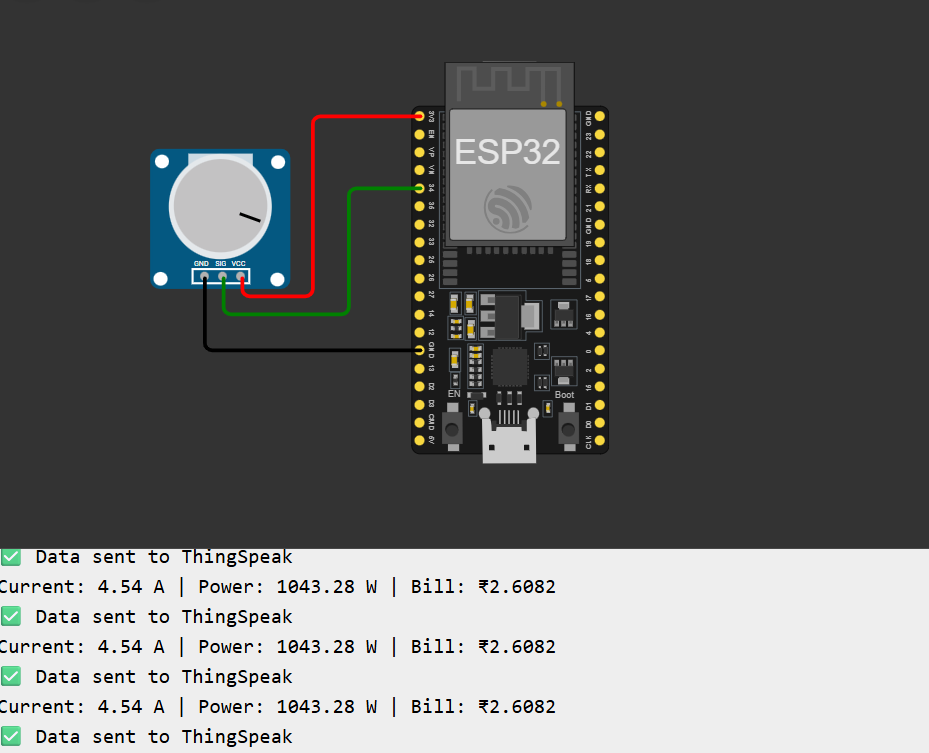 ESP32
3V3
EN
VP
VN
34
35
32
33
25
26
27
14
12
GND
13
D2
D3
CMD
5V
GND
23
22
TX
RX
21
GND
19
18
5
17
16
4
0
2
15
D1
D0
CLK
GND SIG VCC
EN
Boot
✅ Data sent to ThingSpeak
Current: 4.54 A | Power: 1043.28 W | Bill: ₹2.6082
✅ Data sent to ThingSpeak
Current: 4.54 A | Power: 1043.28 W | Bill: ₹2.6082
✅ Data sent to ThingSpeak
Current: 4.54 A | Power: 1043.28 W | Bill: ₹2.6082
✅ Data sent to ThingSpeak